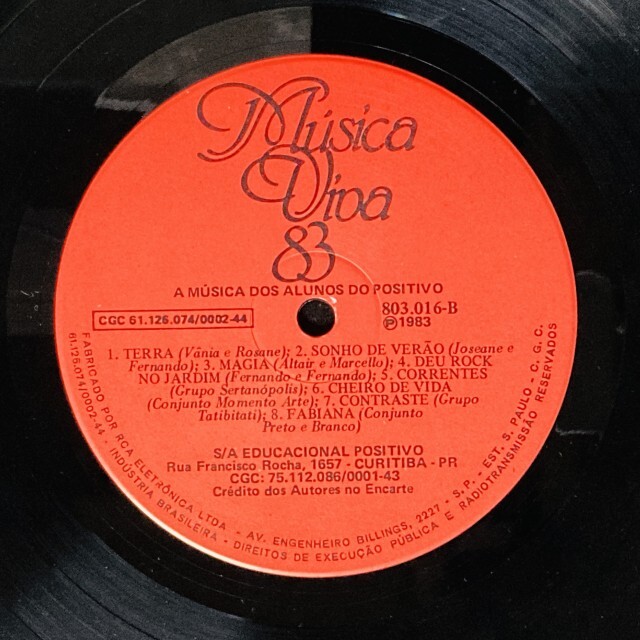 Música
Viva
83
A MÚSICA DOS ALUNOS DO POSITIVO
CGC 61.126.074/0002-44
803.016-B
Ⓟ1983
1. TERRA (Vânia e Rosane); 2. SONHO DE VERÃO (Joseane e
Fernando); 3. MAGIA (Altair e Marcello); 4. DEU ROCK
NO JARDIM (Fernando e Fernando); 5. CORRENTES
(Grupo Sertanópolis); 6. CHEIRO DE VIDA
(Conjunto Momento Arte); 7. CONTRASTE (Grupo
Tatibitati); 8. FABIANA (Conjunto
Preto e Branco)
S/A EDUCACIONAL POSITIVO
Rua Francisco Rocha, 1657 - CURITIBA - PR
CGC: 75.112.086/0001-43
Crédito dos Autores no Encarte
FABRICADO POR RCA ELETRÔNICA LTDA - AV. ENGENHEIRO BILLINGS, 2227 - S.P. - EST. S. PAULO - C.G.C.
61.126.074/0002-44 - INDÚSTRIA BRASILEIRA - DIREITOS DE EXECUÇÃO PÚBLICA E RADIOTRANSMISSÃO RESERVADOS